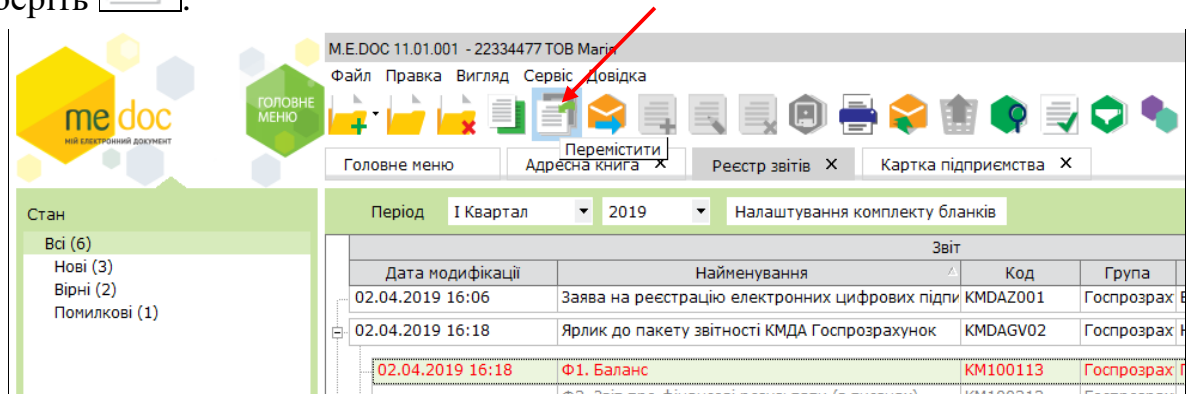 беріть .
M.E.DOC 11.01.001 - 22334477 ТОВ Магія
Файл Правка Вигляд Сервіс Довідка
me doc
МІЙ ЕЛЕКТРОННИЙ ДОКУМЕНТ
ГОЛОВНЕ
МЕНЮ
Перемістити
Головне меню Адресна книга X Реєстр звітів X Картка підприємства X
Стан
Всі (6)
Нові (3)
Вірні (2)
Помилкові (1)
Період I Квартал 2019 Налаштування комплекту бланків
Звіт
Дата модифікації Найменування Код Група
02.04.2019 16:06 Заява на реєстрацію електронних цифрових підпи KMDAZ001 Госпрозрах
02.04.2019 16:18 Ярлик до пакету звітності КМДА Госпрозрахунок KMDAGV02 Госпрозрах
02.04.2019 16:18 Ф1. Баланс KM100113 Госпрозрах